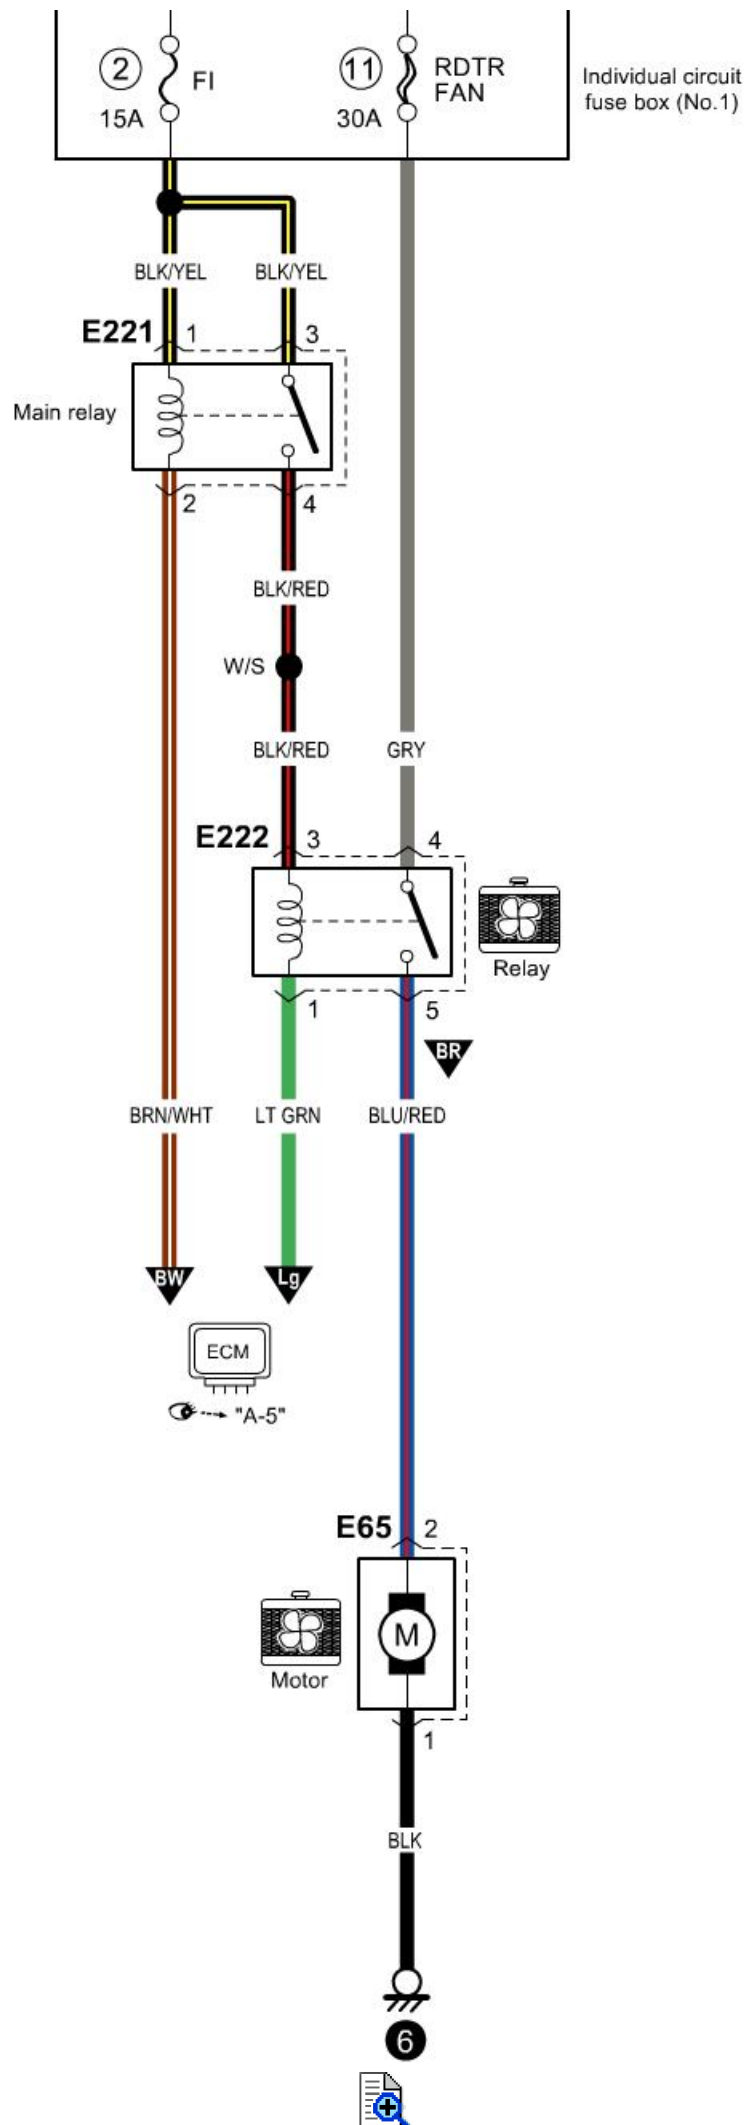 2
FI
15A
11
RDTR
FAN
30A
Individual circuit
fuse box (No.1)
BLK/YEL
BLK/YEL
E221
1
3
Main relay
2
4
BLK/RED
W/S
BLK/RED
GRY
E222
3
4
Relay
1
5
BR
BRN/WHT
LT GRN
BLU/RED
BW
Lg
ECM
"A-5"
E65
2
M
Motor
1
BLK
6